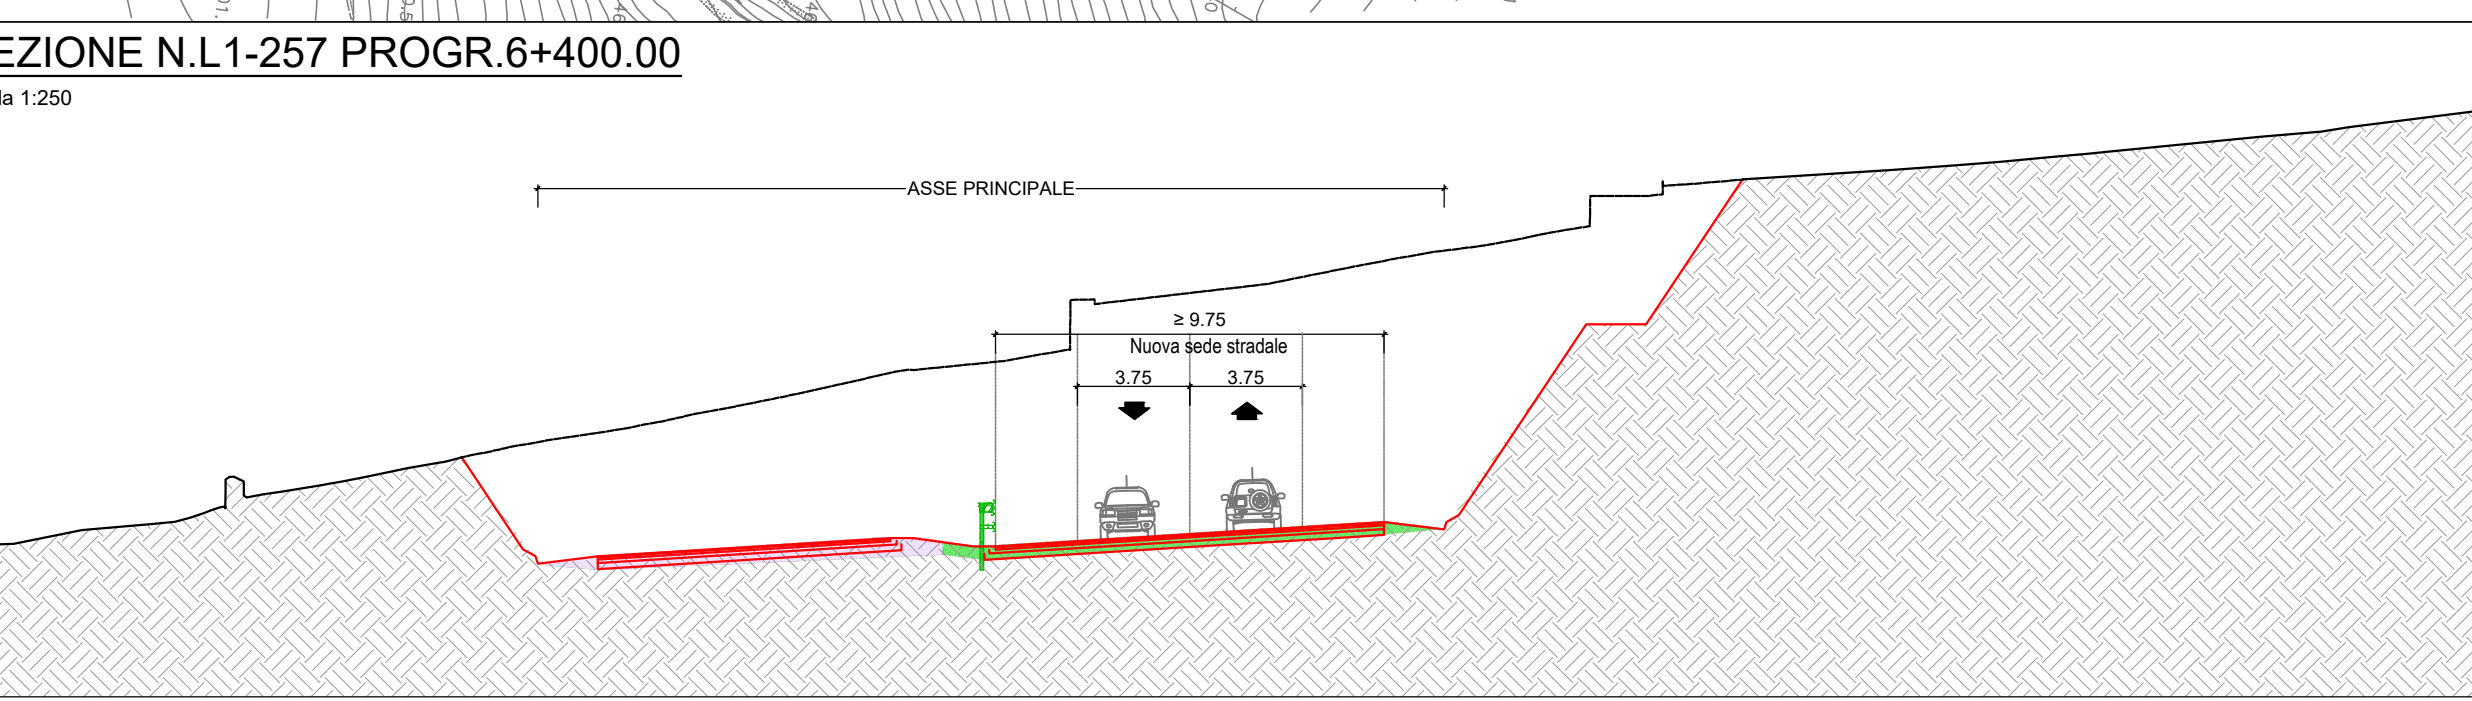 EZIONE N.L1-257 PROGR.6+400.00
la 1:250
ASSE PRINCIPALE
≥ 9.75
Nuova sede stradale
3.75 3.75